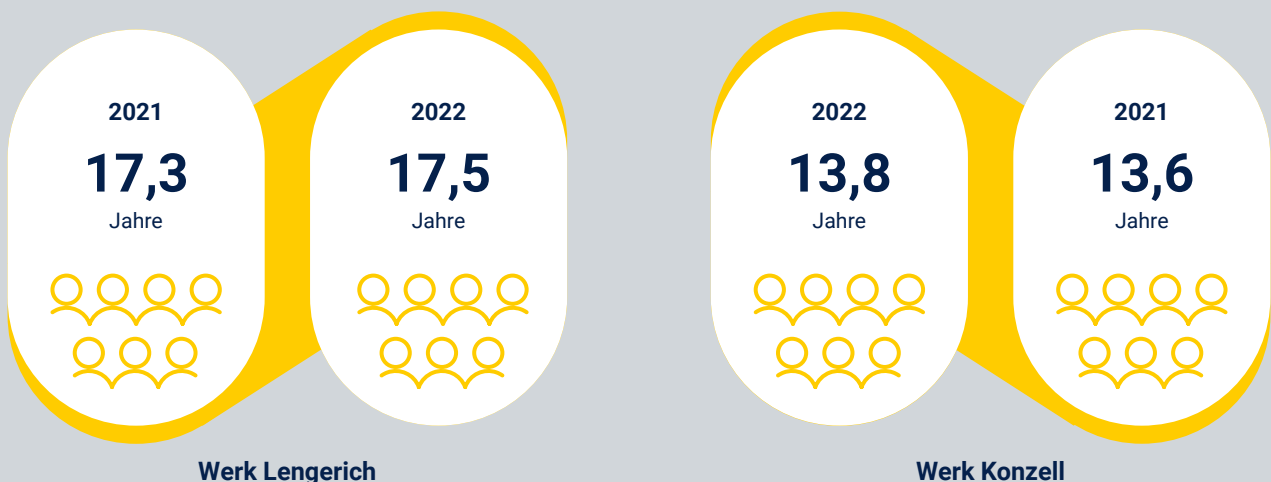 2021
17,3
Jahre
2022
17,5
Jahre
Werk Lengerich
2022
13,8
Jahre
2021
13,6
Jahre
Werk Konzell